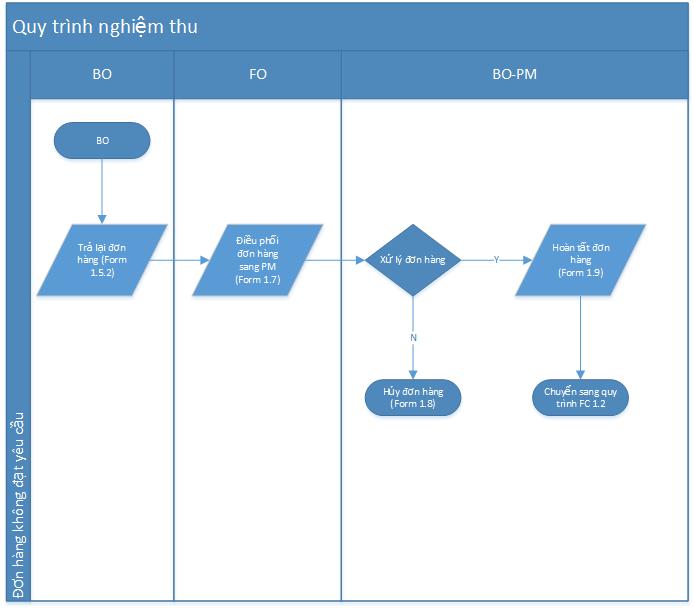 Quy trình nghiệm thu
BO
FO
BO-PM
Đơn hàng không đạt yêu cầu
BO
Trả lại đơn
hàng (Form
1.5.2)
Điều phối
đơn hàng
sang PM
(Form 1.7)
Xử lý đơn hàng
Y
Hoàn tất đơn
hàng
(Form 1.9)
N
Hủy đơn hàng
(Form 1.8)
Chuyển sang quy
trình FC 1.2